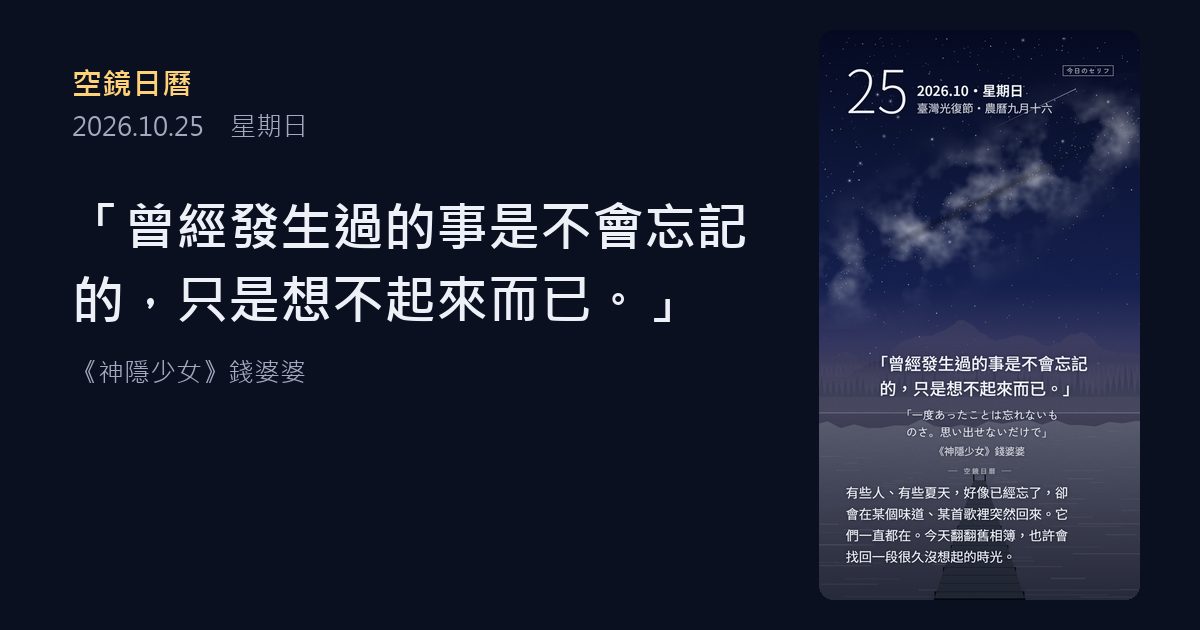 空鏡日曆
2026.10.25 星期日
「曾經發生過的事是不會忘記
的，只是想不起來而已。」
《神隱少女》錢婆婆
今日のセリフ
25
2026.10・星期日
臺灣光復節・農曆九月十六
「曾經發生過的事是不會忘記
的，只是想不起來而已。」
「一度あったことは忘れないも
のさ。思い出せないだけで」
《神隱少女》錢婆婆
— 空鏡日曆 —
有些人、有些夏天，好像已經忘了，卻
會在某個味道、某首歌裡突然回來。它
們一直都在。今天翻翻舊相簿，也許會
找回一段很久沒想起的時光。